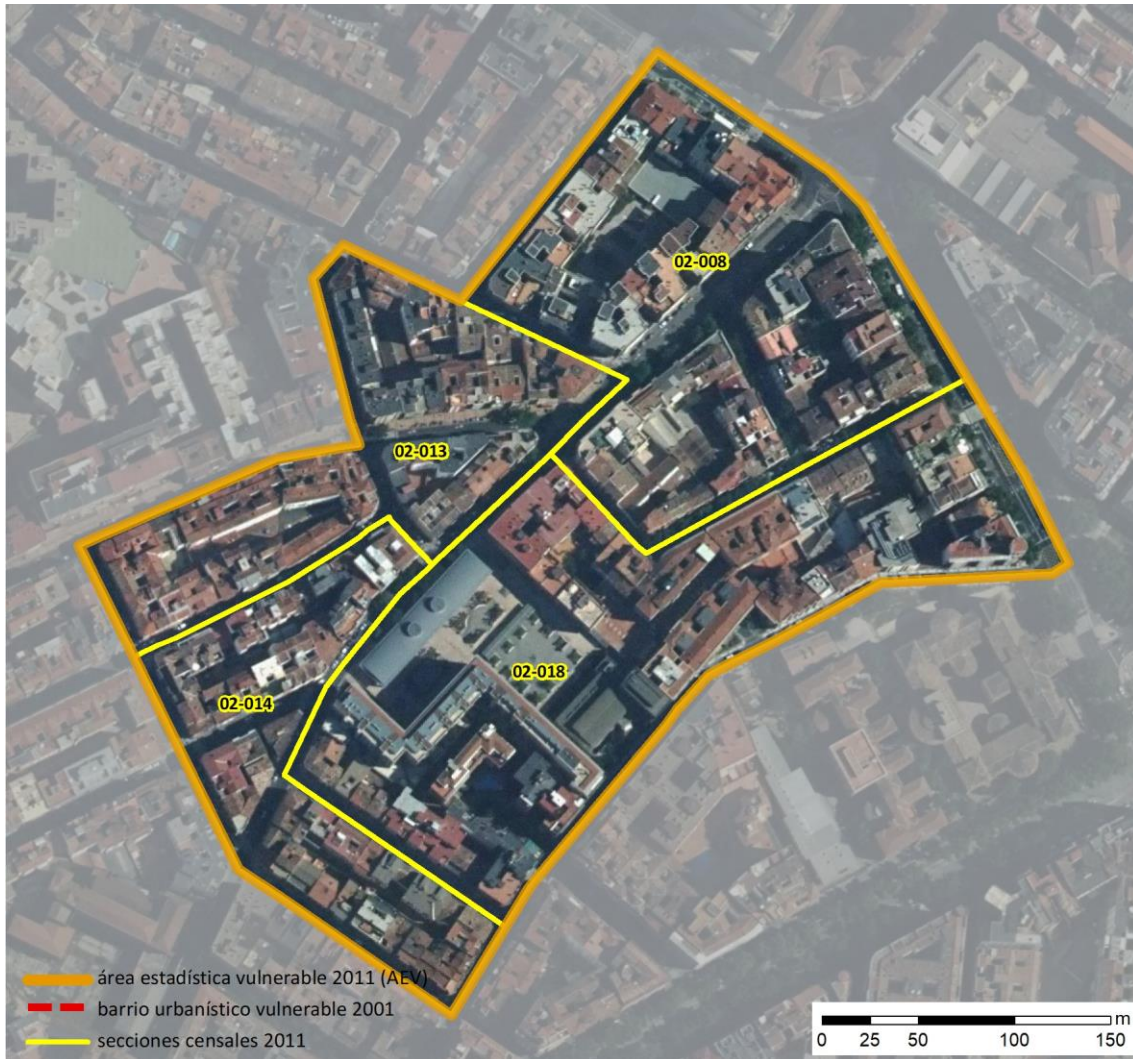 02-008
02-013
02-018
02-014
área estadística vulnerable 2011 (AEV)
barrio urbanístico vulnerable 2001
secciones censales 2011
m
0 25 50 100 150